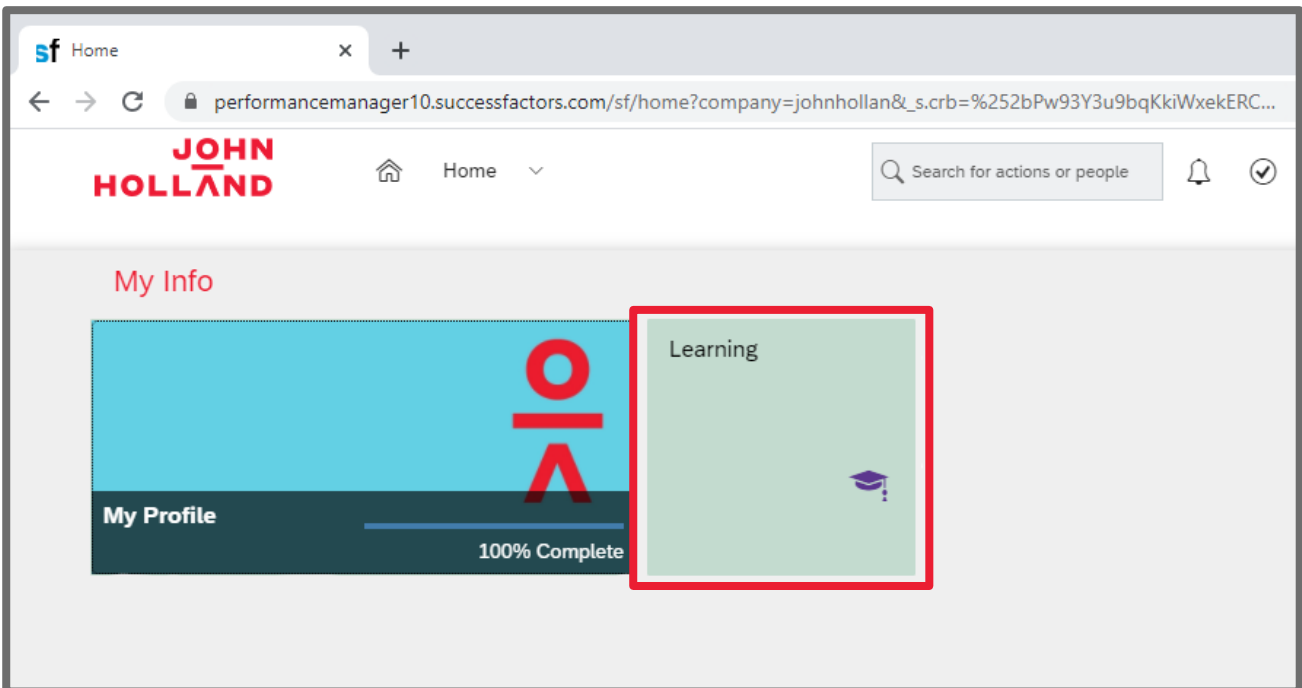 sf Home
performancemanager10.successfactors.com/sf/home?company=johnhollan&_s.crb=%252bPw93Y3u9bqKkiWxekERC...
JOHN
HOLLAND
Home
Search for actions or people
My Info
Learning
My Profile
100% Complete